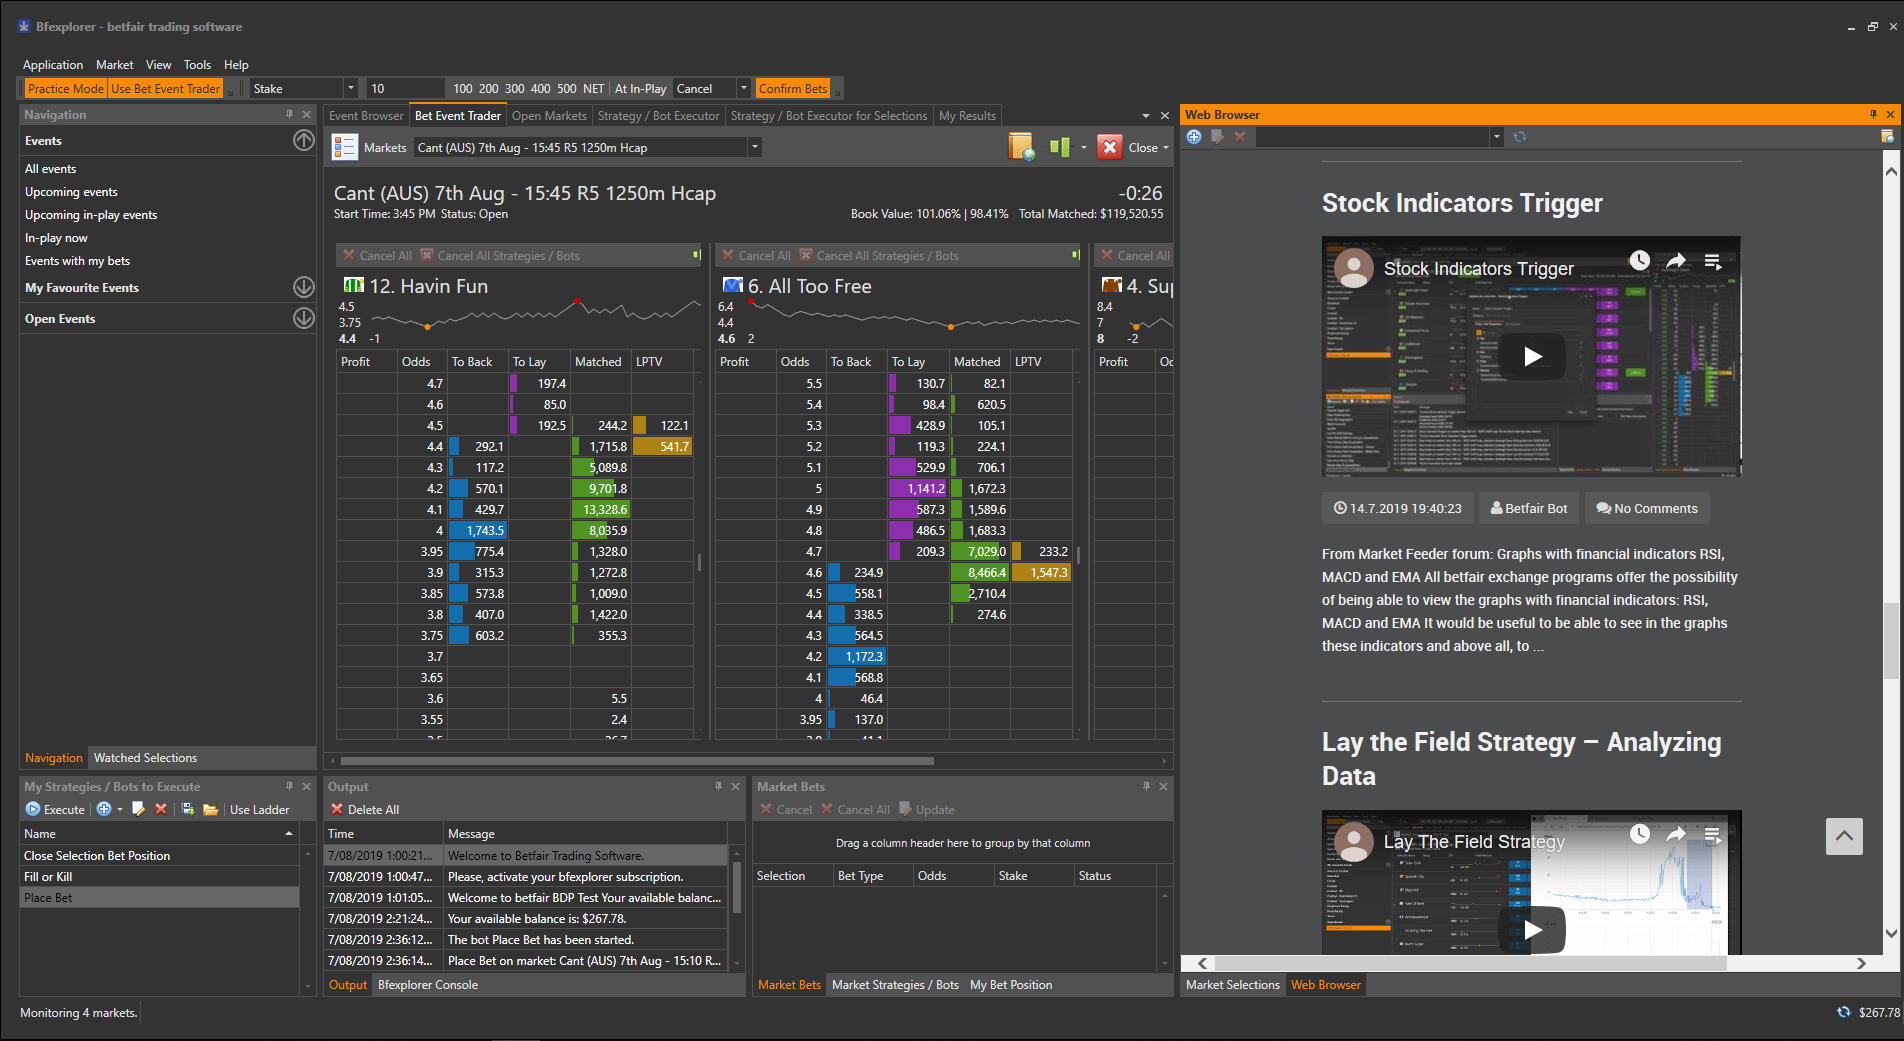 Bfexplorer - betfair trading software
Application Market View Tools Help
Practice Mode Use Bet Event Trader Stake 10 100 200 300 400 500 NET At In-Play Cancel Confirm Bets
Navigation
Events
All events
Upcoming events
Upcoming in-play events
In-play now
Events with my bets
My Favourite Events
Open Events
Navigation Watched Selections
Event Browser Bet Event Trader Open Markets Strategy / Bot Executor Strategy / Bot Executor for Selections My Results
Markets Cant (AUS) 7th Aug - 15:45 R5 1250m Hcap Close
Cant (AUS) 7th Aug - 15:45 R5 1250m Hcap -0:26
Start Time: 3:45 PM Status: Open Book Value: 101.06% | 98.41% Total Matched: $119,520.55
Cancel All Cancel All Strategies / Bots
12. Havin Fun
4.5
3.75
4.4 -1
Profit Odds To Back To Lay Matched LPTV
4.7 197.4
4.6 85.0
4.5 192.5 244.2 122.1
4.4 292.1 1,715.8 541.7
4.3 117.2 5,089.8
4.2 570.1 9,701.8
4.1 429.7 13,328.6
4 1,743.5 8,035.9
3.95 775.4 1,328.0
3.9 315.3 1,272.8
3.85 573.8 1,009.0
3.8 407.0 1,422.0
3.75 603.2 355.3
3.7
3.65
3.6 5.5
3.55 2.4
Cancel All Cancel All Strategies / Bots
6. All Too Free
6.4
4.4
4.6 2
Profit Odds To Back To Lay Matched LPTV
5.5 130.7 82.1
5.4 98.4 620.5
5.3 428.9 105.1
5.2 119.3 224.1
5.1 529.9 706.1
5 1,141.2 1,672.3
4.9 587.3 1,589.6
4.8 486.5 1,683.3
4.7 209.3 7,029.0 233.2
4.6 234.9 8,466.4 1,547.3
4.5 558.1 2,710.4
4.4 338.5 274.6
4.3 564.5
4.2 1,172.3
4.1 568.8
4 46.4
3.95 137.0
Cancel All
4. Su
8.4
7
8 -2
Profit
My Strategies / Bots to Execute
Execute Use Ladder
Name
Close Selection Bet Position
Fill or Kill
Place Bet
Output
Delete All
Time Message
7/08/2019 1:00:21... Welcome to Betfair Trading Software.
7/08/2019 1:00:47... Please, activate your bfexplorer subscription.
7/08/2019 1:01:05... Welcome to betfair BDP Test Your available balanc...
7/08/2019 2:21:24... Your available balance is: $267.78.
7/08/2019 2:36:12... The bot Place Bet has been started.
7/08/2019 2:36:14... Place Bet on market: Cant (AUS) 7th Aug - 15:10 R...
Output Bfexplorer Console
Market Bets
Cancel Cancel All Update
Drag a column header here to group by that column
Selection Bet Type Odds Stake Status
Market Bets Market Strategies / Bots My Bet Position
Web Browser
Stock Indicators Trigger
Stock Indicators Trigger
14.7.2019 19:40:23 Betfair Bot No Comments
From Market Feeder forum: Graphs with financial indicators RSI,
MACD and EMA All betfair exchange programs offer the possibility
of being able to view the graphs with financial indicators: RSI,
MACD and EMA It would be useful to be able to see in the graphs
these indicators and above all, to ...
Lay the Field Strategy – Analyzing
Data
Lay The Field Strategy
Market Selections Web Browser
Monitoring 4 markets. $267.78